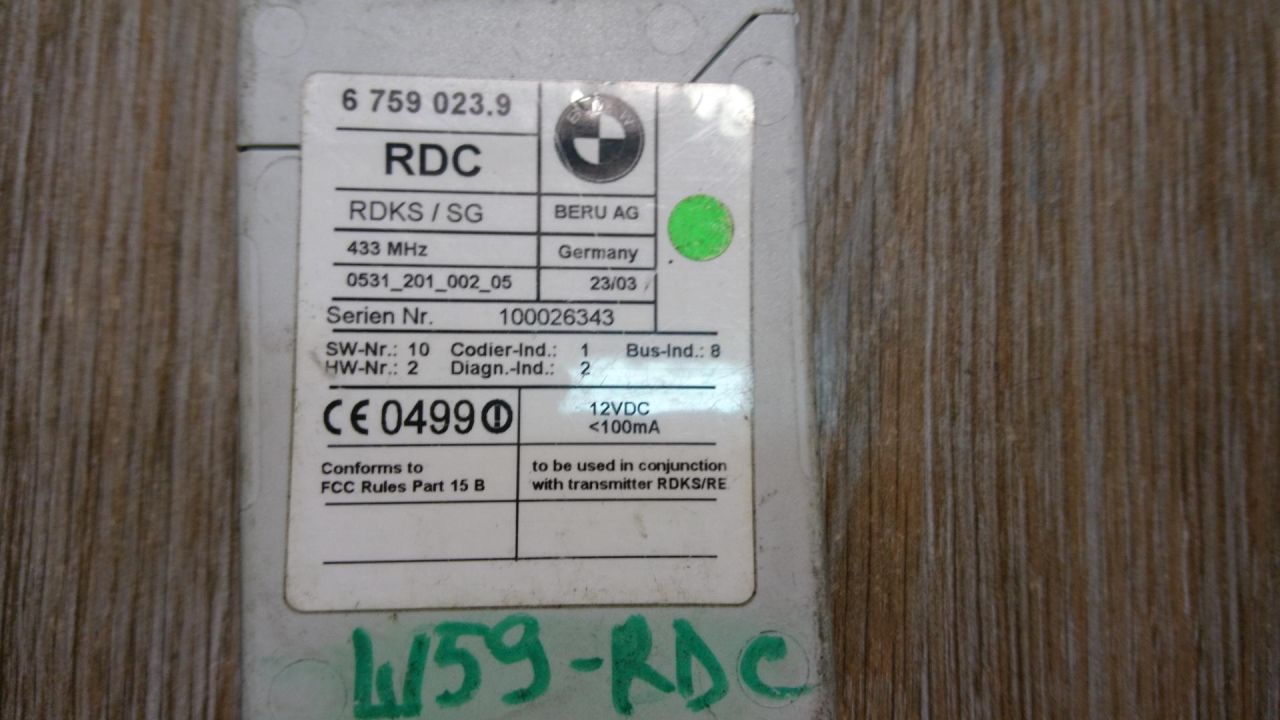 6 759 023.9
BMW
RDC
RDKS / SG
BERU AG
433 MHz
Germany
0531_201_002_05
23/03
Serien Nr. 100026343
SW-Nr.: 10 Codier-Ind.: 1 Bus-Ind.: 8
HW-Nr.: 2 Diagn.-Ind.: 2
CE 0499
12VDC
<100mA
Conforms to
FCC Rules Part 15 B
to be used in conjunction
with transmitter RDKS/RE
W59-RDC